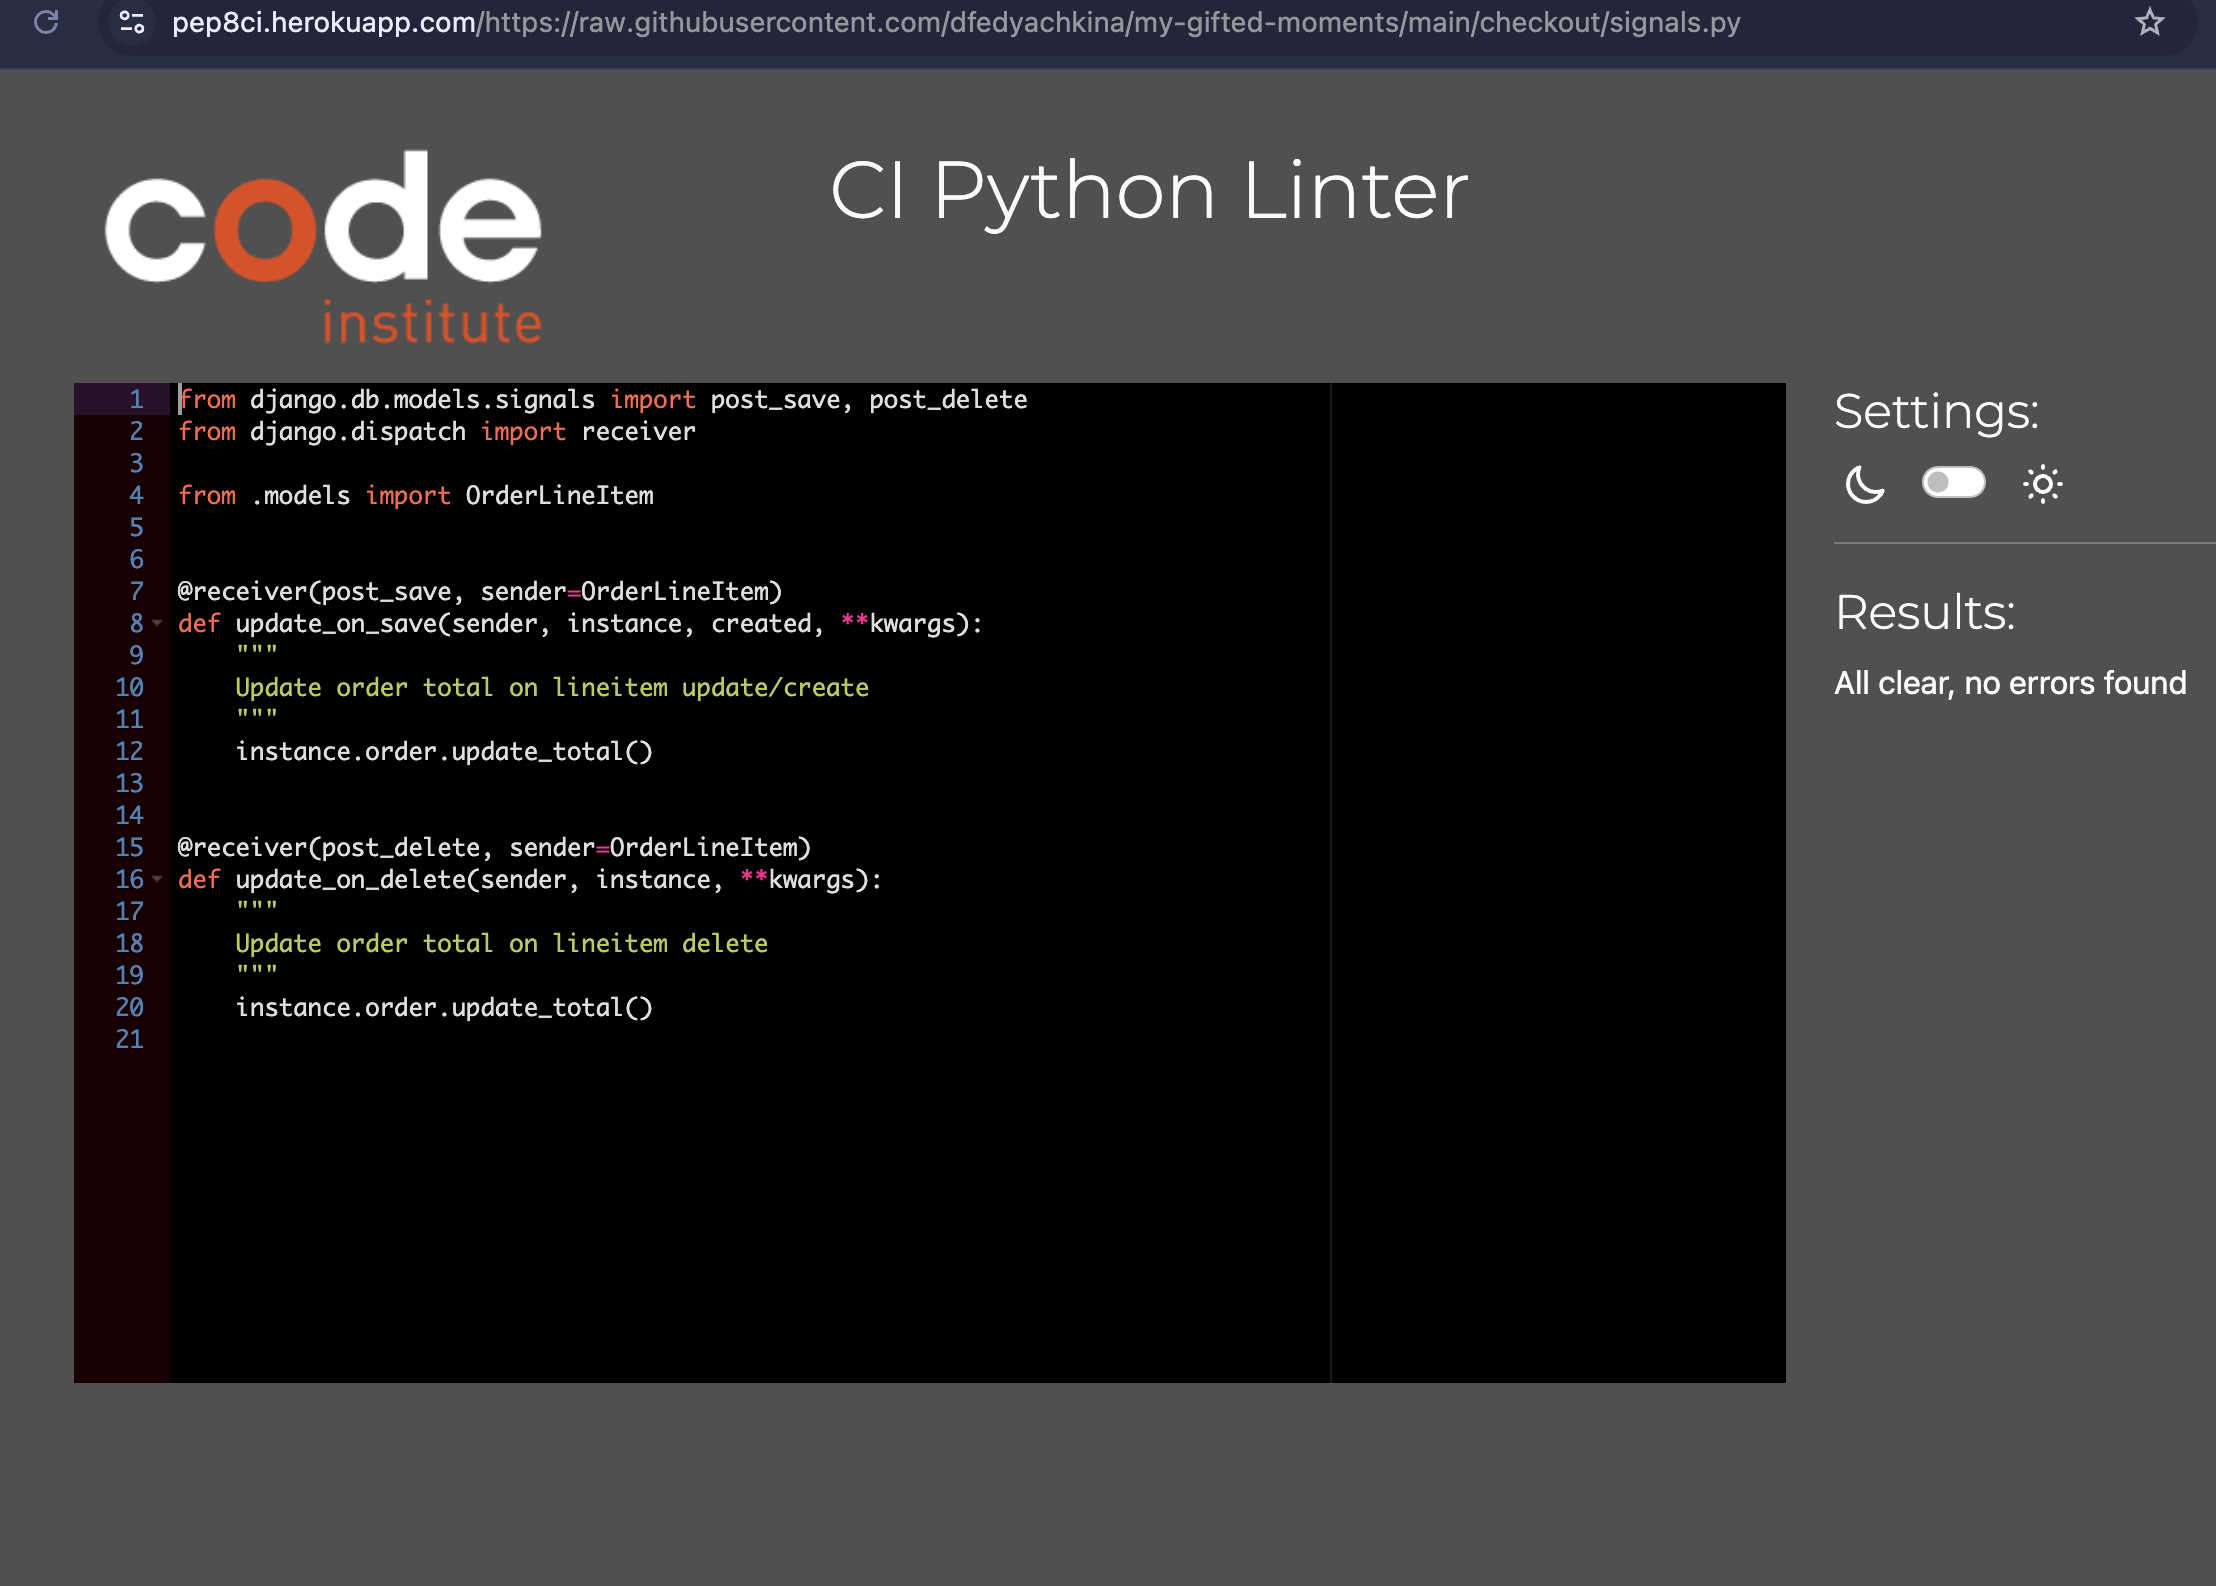 pep8ci.herokuapp.com/https://raw.githubusercontent.com/dfedyachkina/my-gifted-moments/main/checkout/signals.py
code
institute
CI Python Linter
1 from django.db.models.signals import post_save, post_delete
2 from django.dispatch import receiver
3
4 from .models import OrderLineItem
5
6
7 @receiver(post_save, sender=OrderLineItem)
8 def update_on_save(sender, instance, created, **kwargs):
9     """
10     Update order total on lineitem update/create
11     """
12     instance.order.update_total()
13
14
15 @receiver(post_delete, sender=OrderLineItem)
16 def update_on_delete(sender, instance, **kwargs):
17     """
18     Update order total on lineitem delete
19     """
20     instance.order.update_total()
21
Settings:
Results:
All clear, no errors found